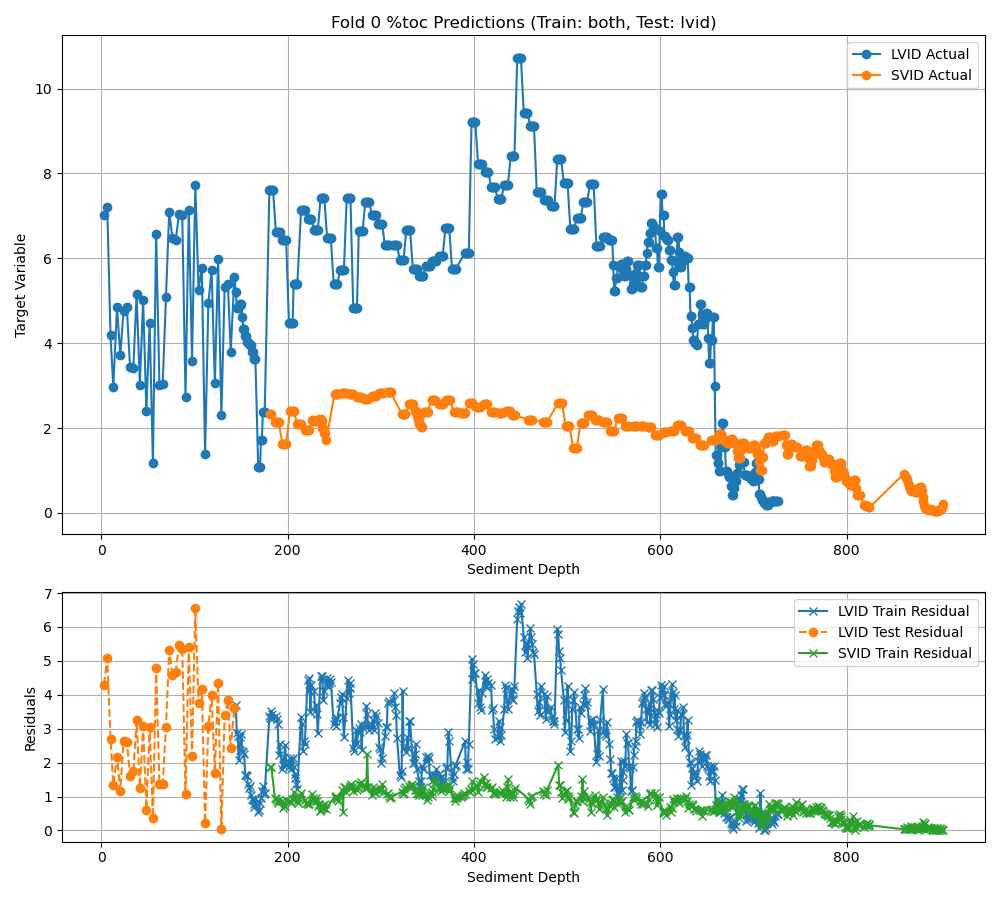 Fold 0 %toc Predictions (Train: both, Test: lvid)
LVID Actual
SVID Actual
Target Variable
10
8
6
4
2
0
0 200 400 600 800
Sediment Depth
LVID Train Residual
LVID Test Residual
SVID Train Residual
Residuals
7
6
5
4
3
2
1
0
0 200 400 600 800
Sediment Depth